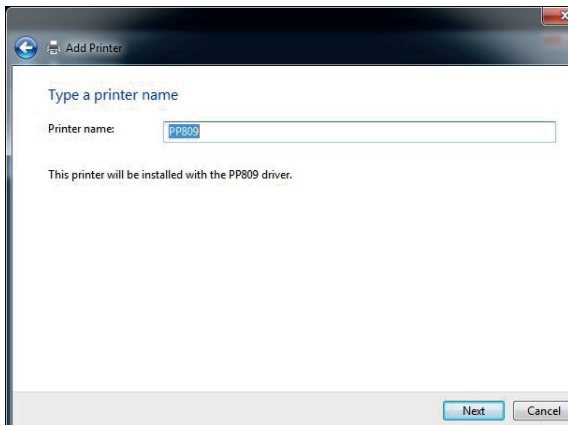 Add Printer
Type a printer name
Printer name: PP809
This printer will be installed with the PP809 driver.
Next Cancel